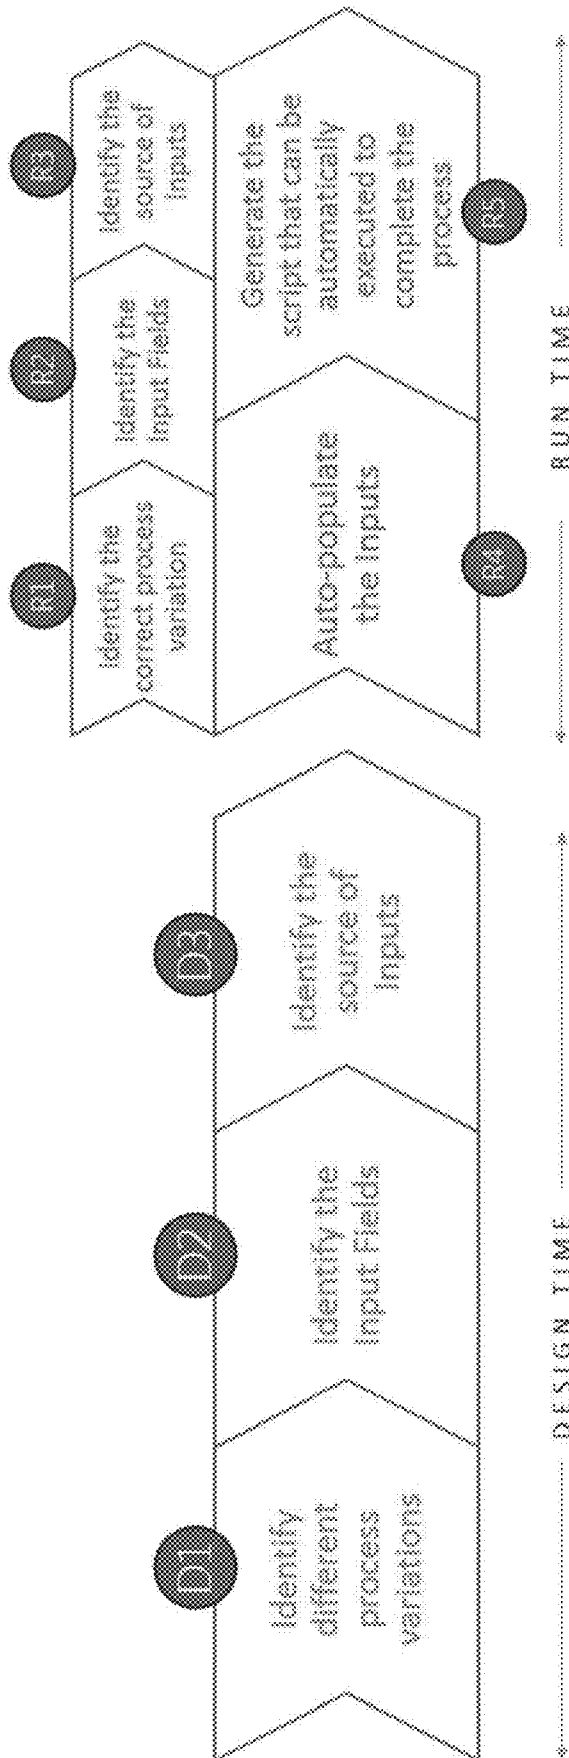 D1
Identify
different
process
variations
D2
Identify the
Input Fields
D3
Identify the
source of
Inputs
DESIGN TIME
R1
Identify the
correct process
variation
R2
Identify the
Input Fields
R3
Identify the
source of
Inputs
R4
Auto-populate
the Inputs
R5
Generate the
script that can be
automatically
executed to
complete the
process
RUN TIME